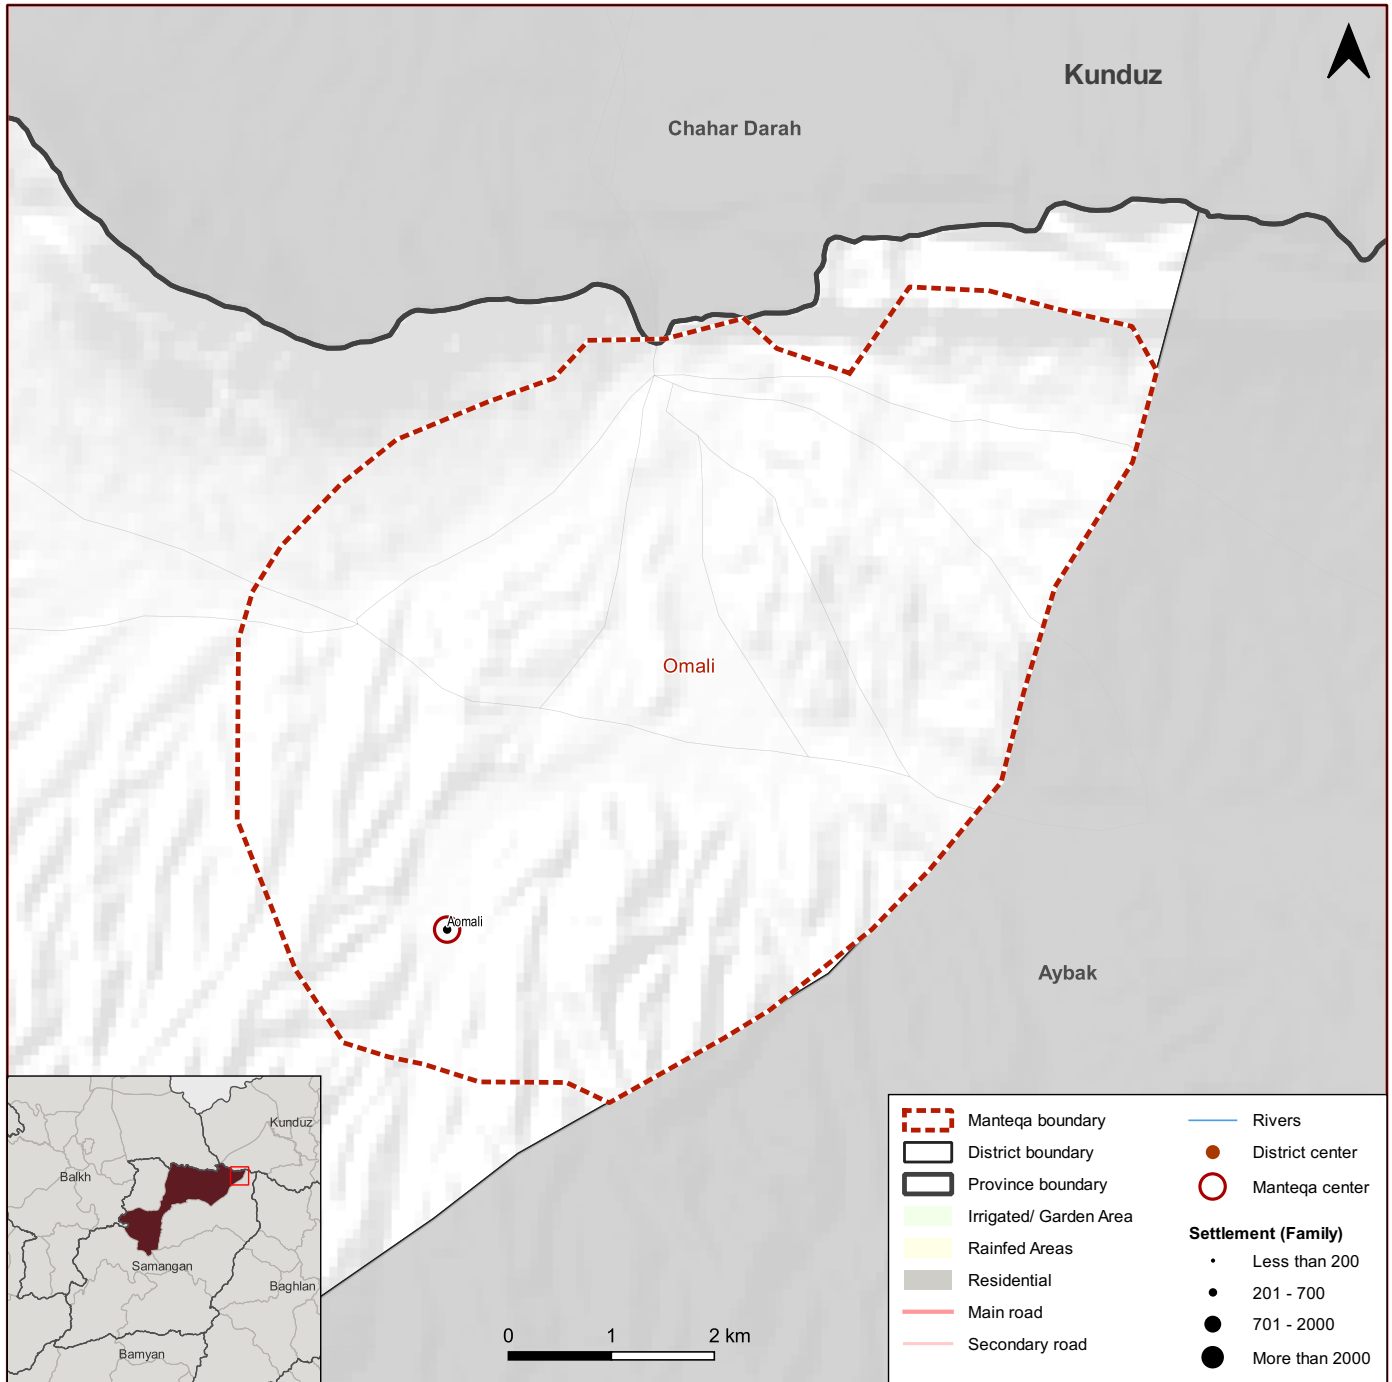 Kunduz
Chahar Darah
Omali
Aomali
Aybak
Kunduz
Balkh
Samangan
Baghlan
Bamyan
0 1 2 km
Manteqa boundary
District boundary
Province boundary
Irrigated/ Garden Area
Rainfed Areas
Residential
Main road
Secondary road
Rivers
District center
Manteqa center
Settlement (Family)
Less than 200
201 - 700
701 - 2000
More than 2000